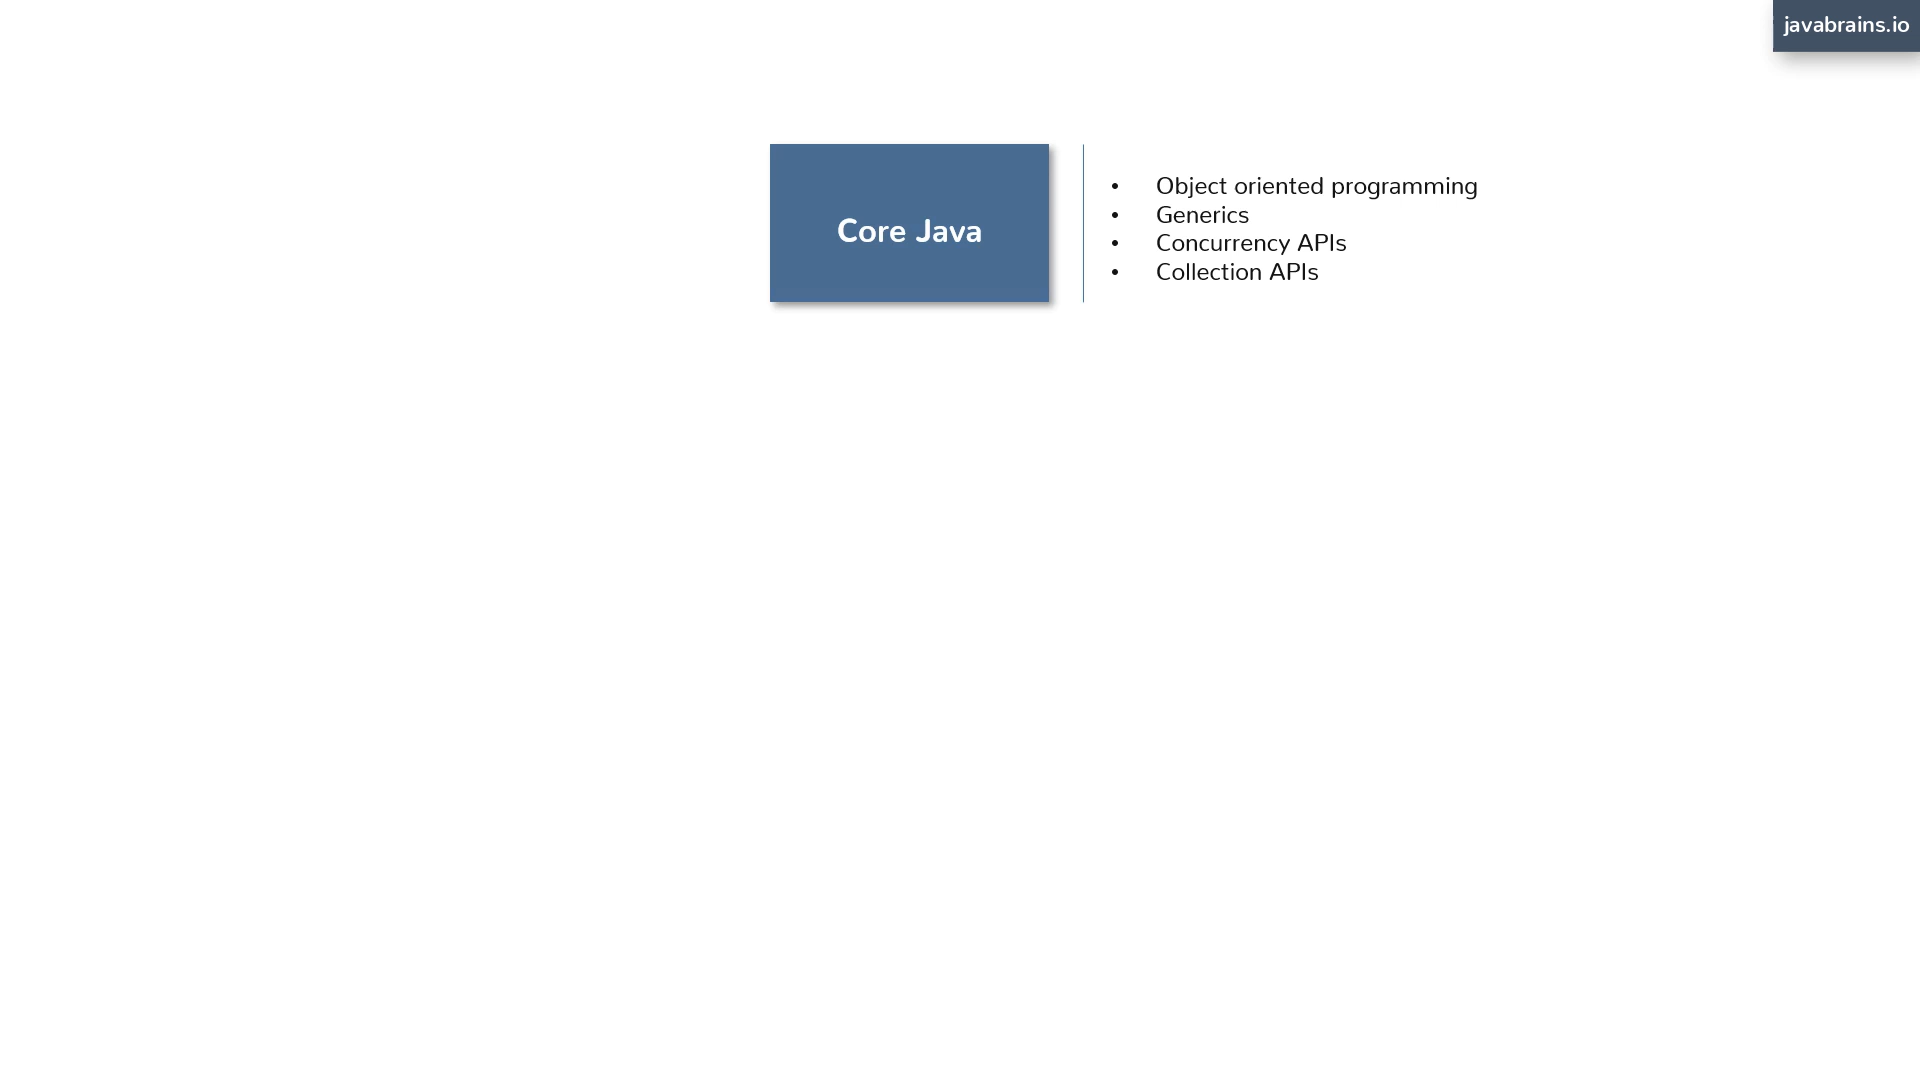 javabrains.io
Core Java
• Object oriented programming
• Generics
• Concurrency APIs
• Collection APIs